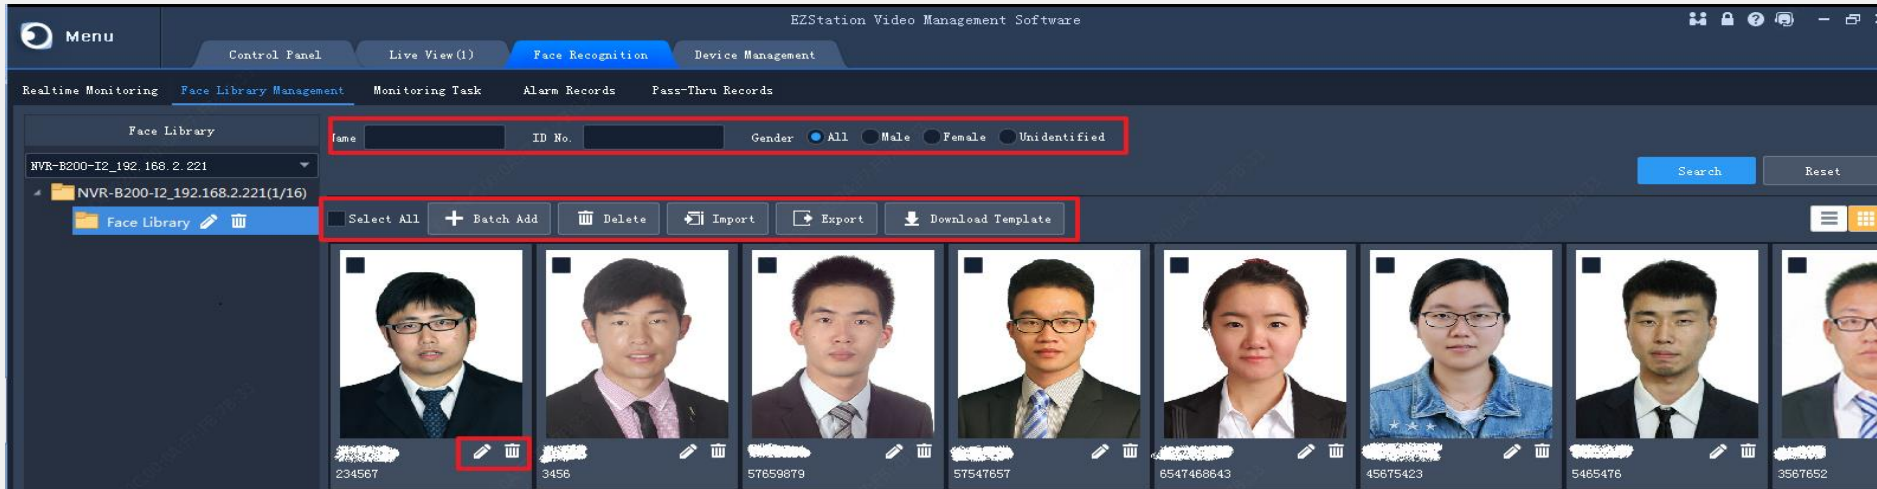 EZStation Video Management Software
Menu
Control Panel Live View(1) Face Recognition Device Management
Realtime Monitoring Face Library Management Monitoring Task Alarm Records Pass-Thru Records
Face Library
ame ID No. Gender All Male Female Unidentified
NVR-B200-I2_192.168.2.221
Search Reset
NVR-B200-I2_192.168.2.221(1/16)
Face Library
Select All Batch Add Delete Import Export Download Template
234567 3456 57659879 57547657 6547468643 45675423 5465476 3567652